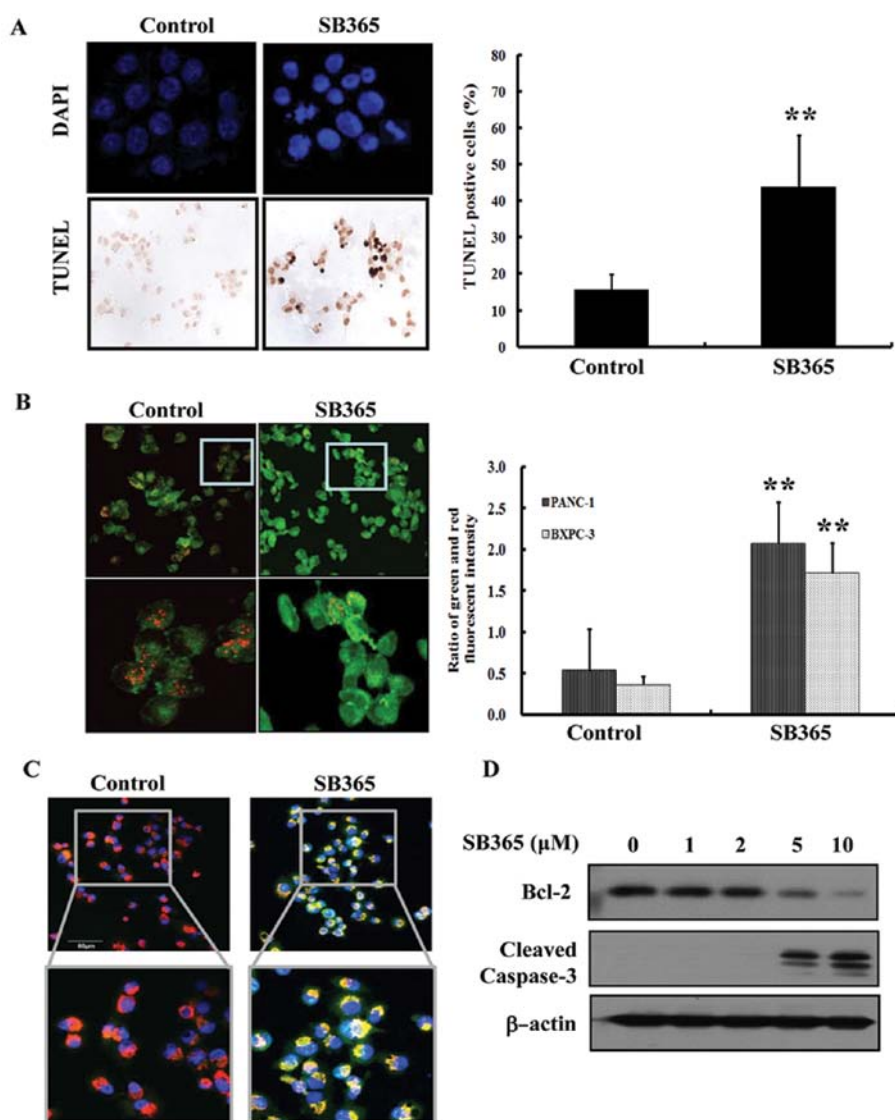 A
Control
SB365
DAPI
TUNEL
TUNEL postive cells (%)
80
70
60
50
40
30
20
10
0
**
Control
SB365
B
Control
SB365
Ratio of green and red
fluorescent intensity
3.0
2.5
2.0
1.5
1.0
0.5
0.0
PANC-1
BXPC-3
**
**
Control
SB365
C
Control
SB365
D
SB365 (μM) 0 1 2 5 10
Bcl-2
Cleaved
Caspase-3
β-actin